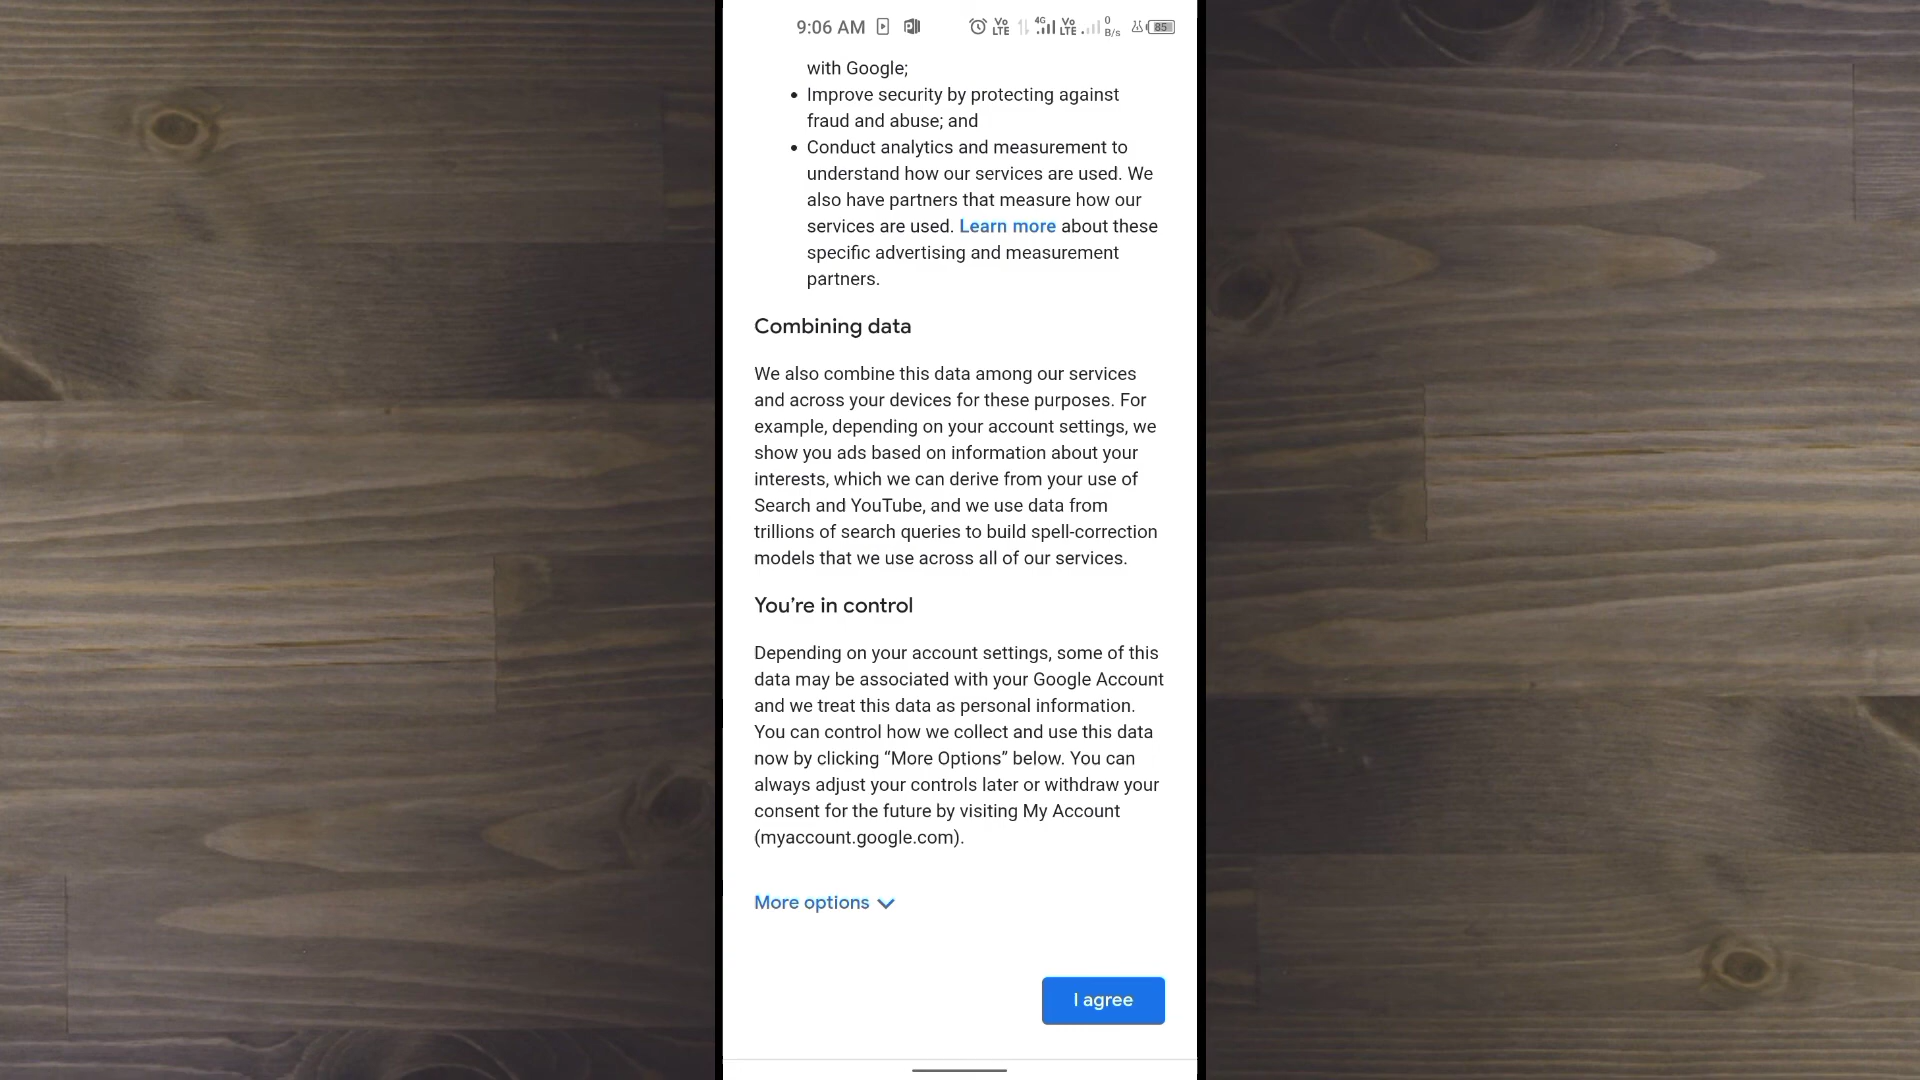 9:06 AM
Vo LTE 4G Vo LTE 0 B/s 85
with Google;
• Improve security by protecting against
fraud and abuse; and
• Conduct analytics and measurement to
understand how our services are used. We
also have partners that measure how our
services are used. Learn more about these
specific advertising and measurement
partners.
Combining data
We also combine this data among our services
and across your devices for these purposes. For
example, depending on your account settings, we
show you ads based on information about your
interests, which we can derive from your use of
Search and YouTube, and we use data from
trillions of search queries to build spell-correction
models that we use across all of our services.
You’re in control
Depending on your account settings, some of this
data may be associated with your Google Account
and we treat this data as personal information.
You can control how we collect and use this data
now by clicking “More Options” below. You can
always adjust your controls later or withdraw your
consent for the future by visiting My Account
(myaccount.google.com).
More options
I agree